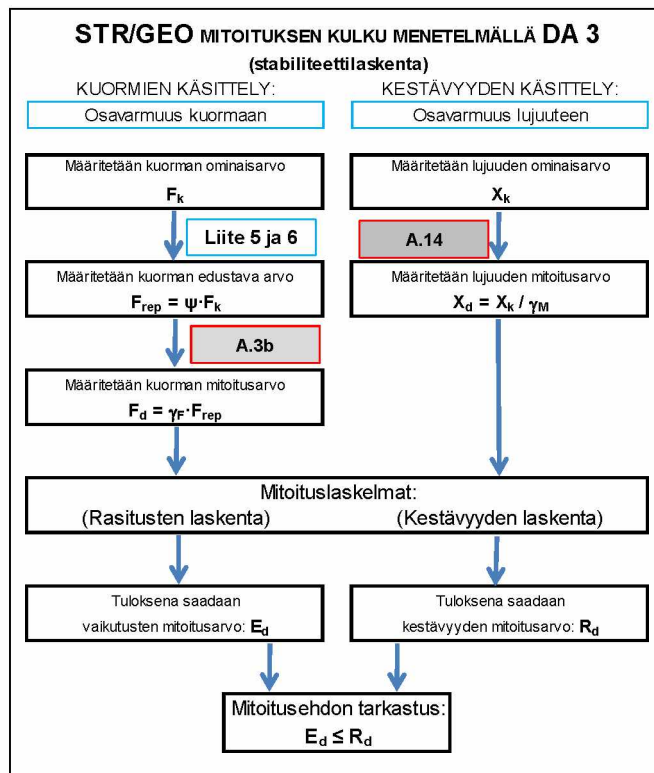 STR/GEO MITOITUKSEN KULKU MENETELMÄLLÄ DA 3
(stabiliteettilaskenta)
KUORMIEN KÄSITTELY:
Osavarmuus kuormaan
Määritetään kuorman ominaisarvo
Fk
Liite 5 ja 6
Määritetään kuorman edustava arvo
Frep = ψ·Fk
A.3b
Määritetään kuorman mitoitusarvo
Fd = γF·Frep
KESTÄVYYDEN KÄSITTELY:
Osavarmuus lujuuteen
Määritetään lujuuden ominaisarvo
Xk
A.14
Määritetään lujuuden mitoitusarvo
Xd = Xk / γM
Mitoituslaskelmat:
(Rasitusten laskenta) (Kestävyyden laskenta)
Tuloksena saadaan
vaikutusten mitoitusarvo: Ed
Tuloksena saadaan
kestävyyden mitoitusarvo: Rd
Mitoitusehdon tarkastus:
Ed ≤ Rd